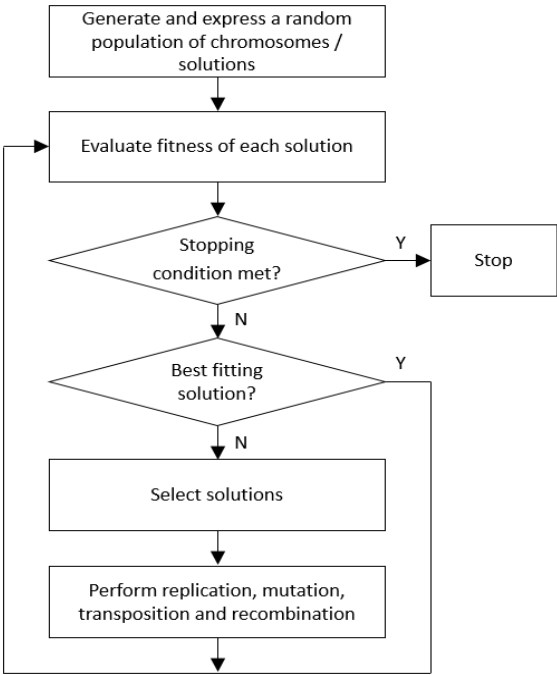 Generate and express a random
population of chromosomes /
solutions
Evaluate fitness of each solution
Stopping
condition met?
Y
Stop
N
Best fitting
solution?
Y
N
Select solutions
Perform replication, mutation,
transposition and recombination